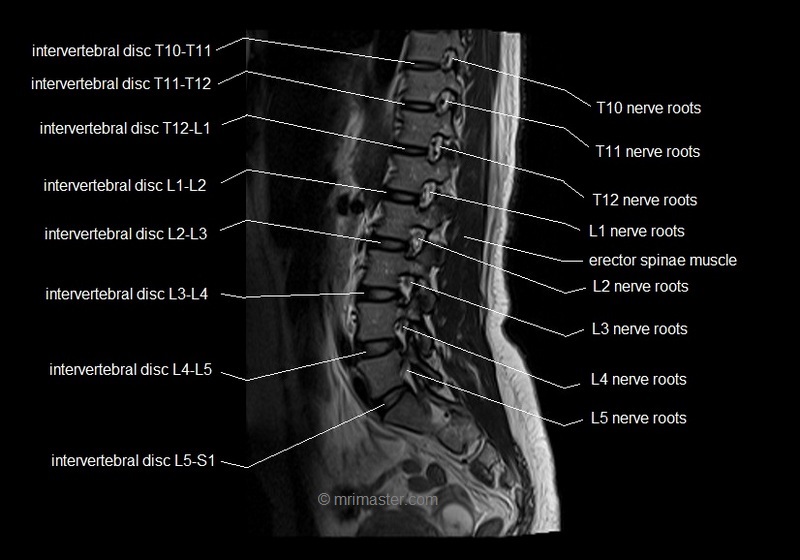 intervertebral disc T10-T11
intervertebral disc T11-T12
intervertebral disc T12-L1
intervertebral disc L1-L2
intervertebral disc L2-L3
intervertebral disc L3-L4
intervertebral disc L4-L5
intervertebral disc L5-S1
T10 nerve roots
T11 nerve roots
T12 nerve roots
L1 nerve roots
erector spinae muscle
L2 nerve roots
L3 nerve roots
L4 nerve roots
L5 nerve roots
© mrimaster.com